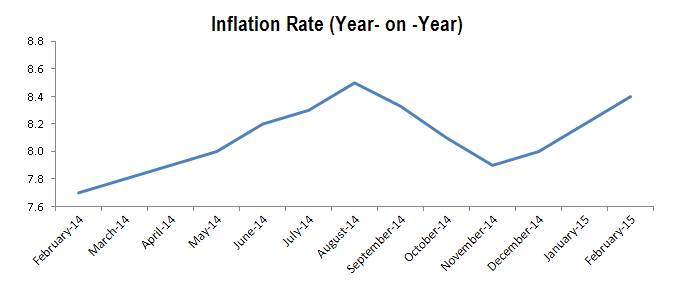 Inflation Rate (Year- on -Year)
8.8
8.6
8.4
8.2
8.0
7.8
7.6
February-14
March-14
April-14
May-14
June-14
July-14
August-14
September-14
October-14
November-14
December-14
January-15
February-15